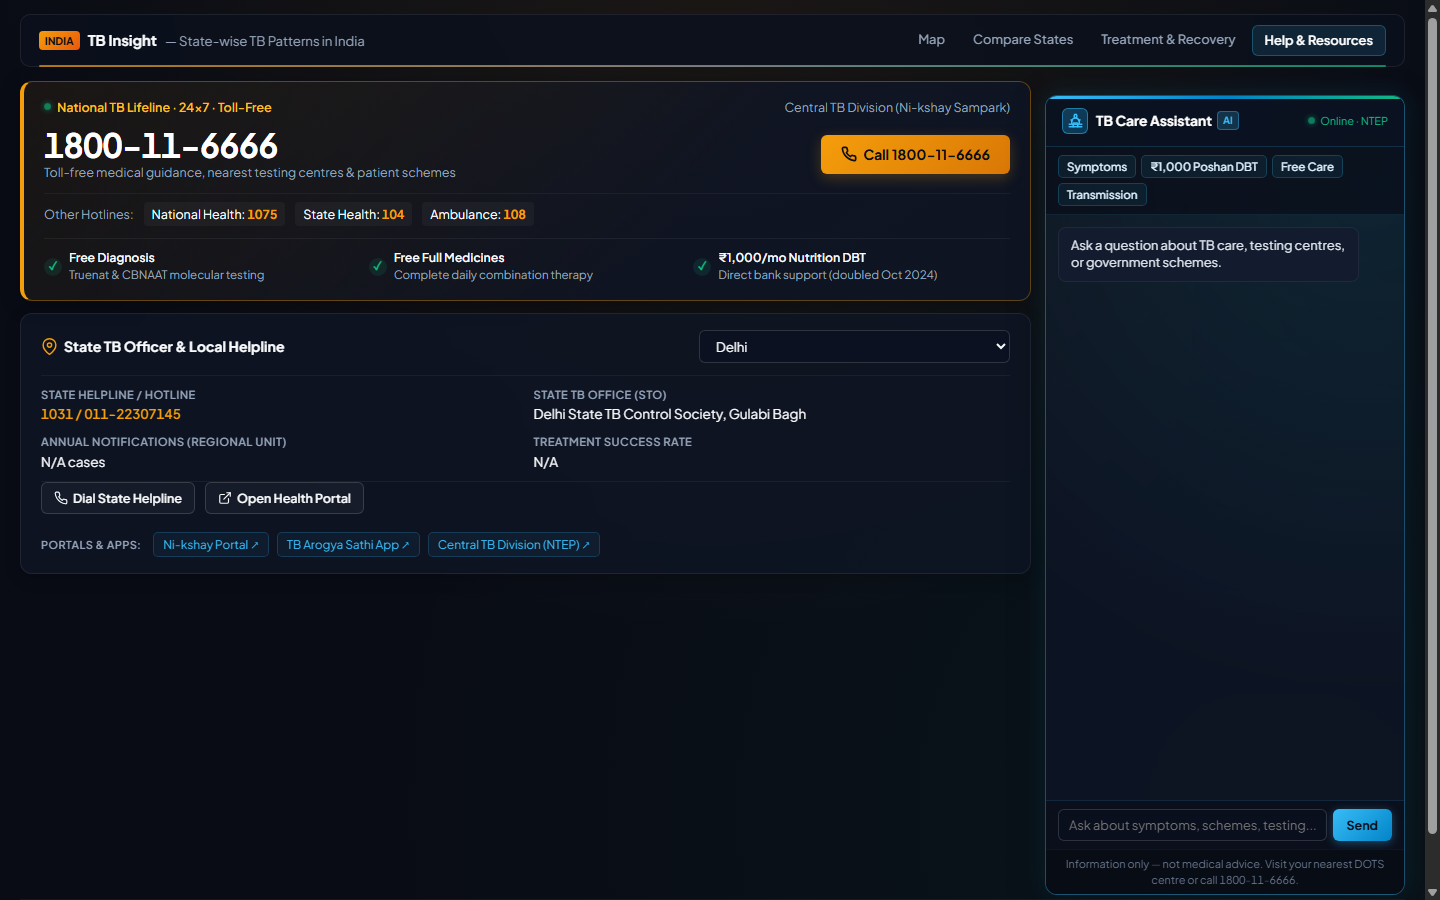 INDIA TB Insight — State-wise TB Patterns in India
Map Compare States Treatment & Recovery Help & Resources
National TB Lifeline · 24×7 · Toll-Free
Central TB Division (Ni-kshay Sampark)
1800-11-6666
Toll-free medical guidance, nearest testing centres & patient schemes
Call 1800-11-6666
Other Hotlines: National Health: 1075 State Health: 104 Ambulance: 108
✓ Free Diagnosis
Truenat & CBNAAT molecular testing
✓ Free Full Medicines
Complete daily combination therapy
✓ ₹1,000/mo Nutrition DBT
Direct bank support (doubled Oct 2024)
State TB Officer & Local Helpline
Delhi
STATE HELPLINE / HOTLINE
1031 / 011-22307145
STATE TB OFFICE (STO)
Delhi State TB Control Society, Gulabi Bagh
ANNUAL NOTIFICATIONS (REGIONAL UNIT)
N/A cases
TREATMENT SUCCESS RATE
N/A
Dial State Helpline Open Health Portal
PORTALS & APPS: Ni-kshay Portal ↗ TB Arogya Sathi App ↗ Central TB Division (NTEP) ↗
TB Care Assistant AI Online · NTEP
Symptoms ₹1,000 Poshan DBT Free Care
Transmission
Ask a question about TB care, testing centres,
or government schemes.
Ask about symptoms, schemes, testing...
Send
Information only — not medical advice. Visit your nearest DOTS
centre or call 1800-11-6666.